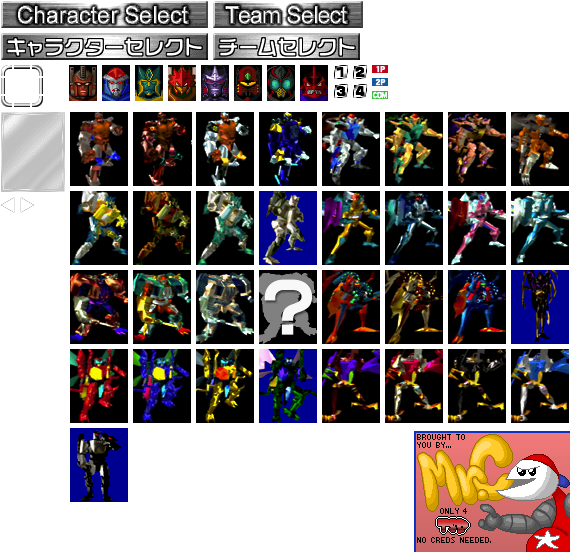 Character Select
Team Select
キャラクターセレクト
チームセレクト
1 2
3 4
1P
2P
COM
?
BROUGHT TO
YOU BY...
Mr. C
ONLY 4
NO CREDS NEEDED.